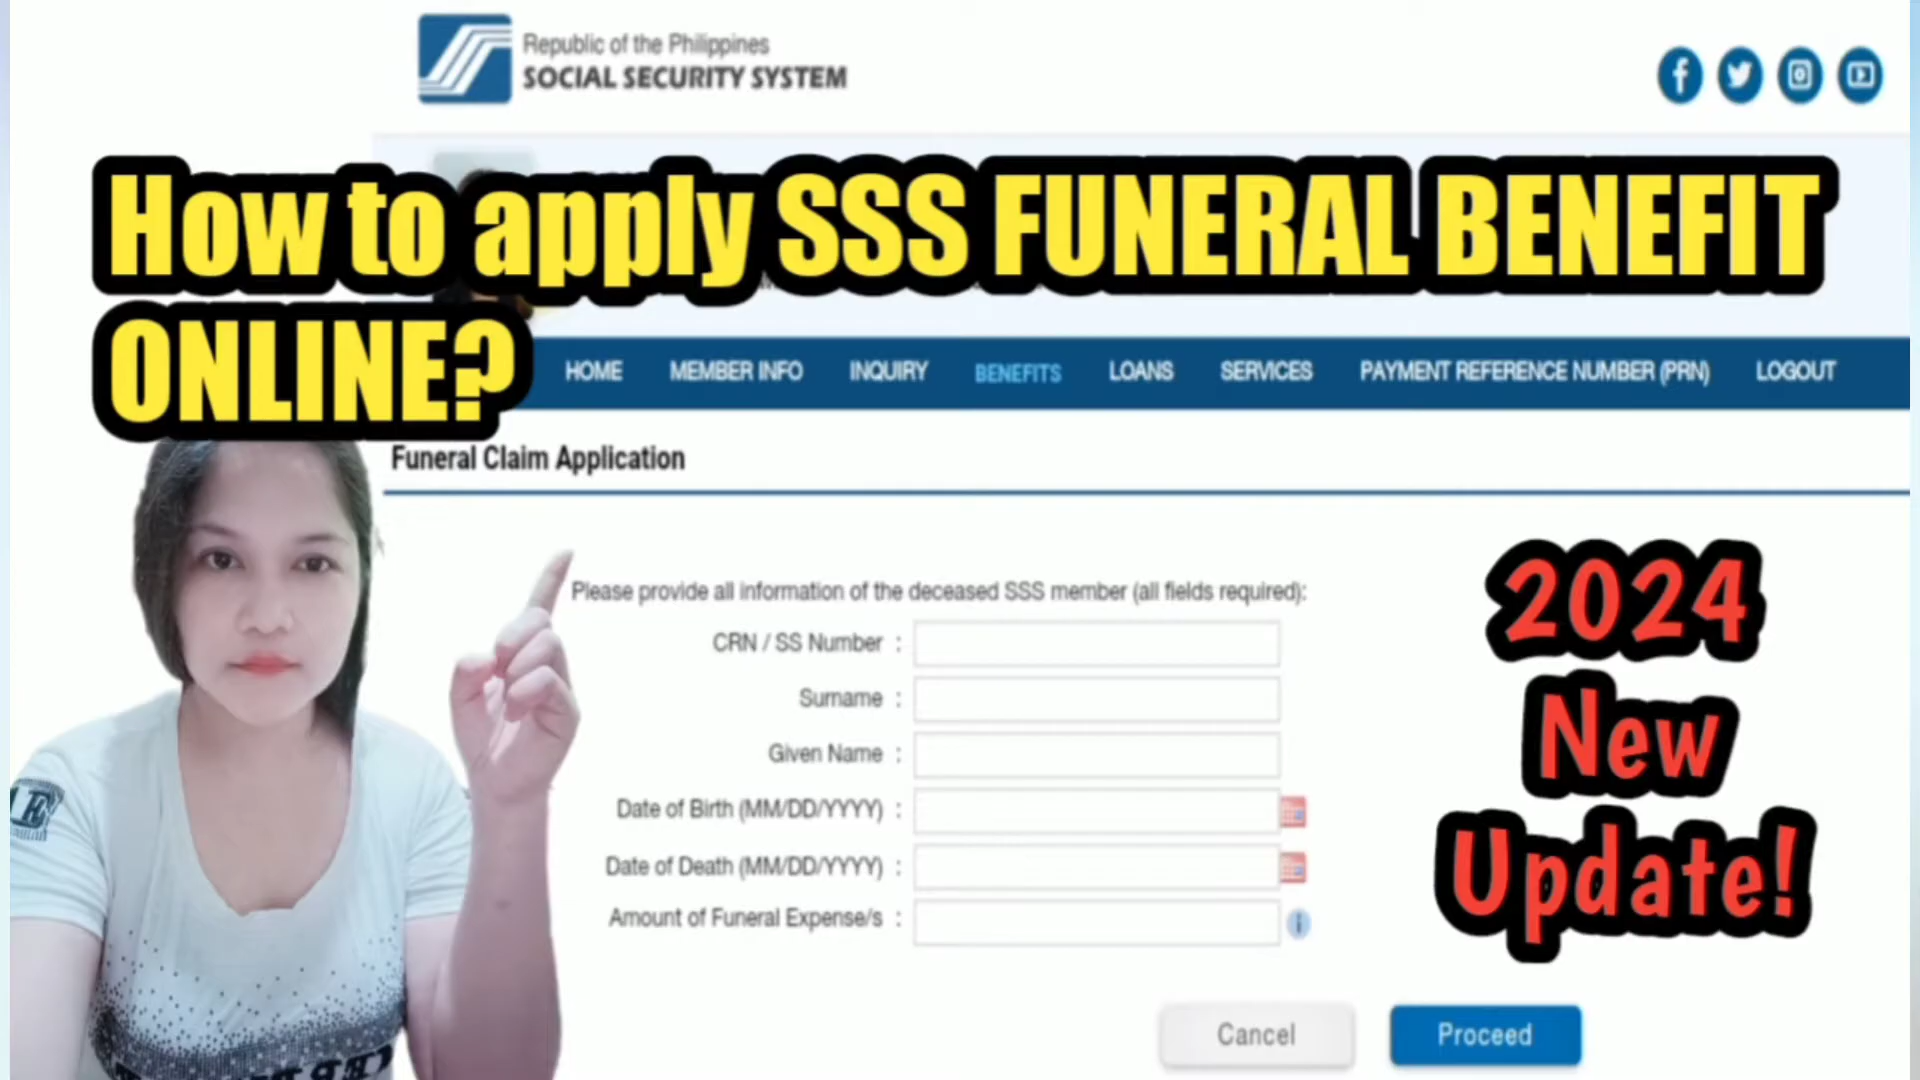 Republic of the Philippines
SOCIAL SECURITY SYSTEM
How to apply SSS FUNERAL BENEFIT
ONLINE?
HOME MEMBER INFO INQUIRY BENEFITS LOANS SERVICES PAYMENT REFERENCE NUMBER (PRN) LOGOUT
Funeral Claim Application
Please provide all information of the deceased SSS member (all fields required):
CRN / SS Number :
Surname :
Given Name :
Date of Birth (MM/DD/YYYY) :
Date of Death (MM/DD/YYYY) :
Amount of Funeral Expense/s :
Cancel Proceed
2024
New
Update!